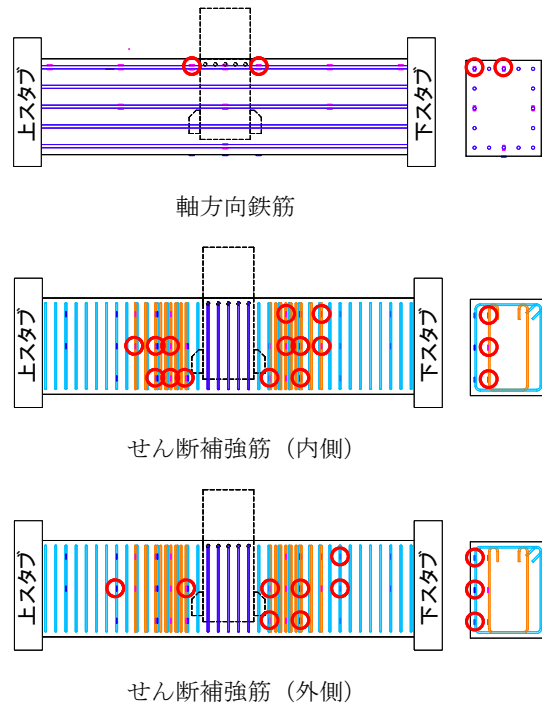 上スタブ
下スタブ
軸方向鉄筋
上スタブ
下スタブ
せん断補強筋（内側）
上スタブ
下スタブ
せん断補強筋（外側）